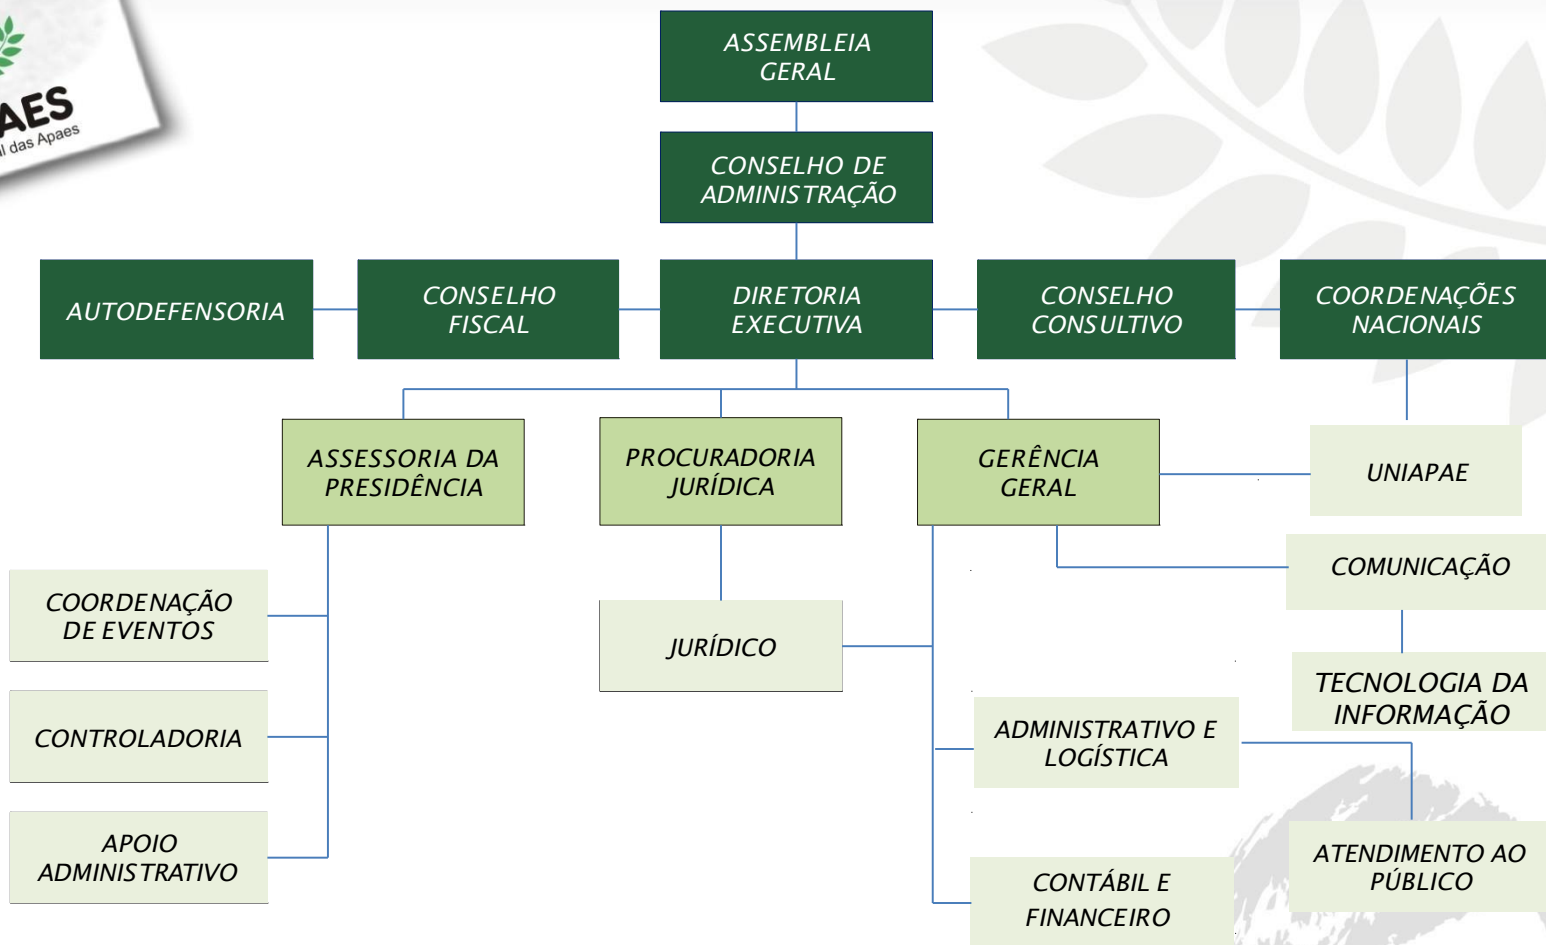 AES
l das Apaes
ASSEMBLEIA
GERAL
CONSELHO DE
ADMINISTRAÇÃO
AUTODEFENSORIA
CONSELHO
FISCAL
DIRETORIA
EXECUTIVA
CONSELHO
CONSULTIVO
COORDENAÇÕES
NACIONAIS
ASSESSORIA DA
PRESIDÊNCIA
PROCURADORIA
JURÍDICA
GERÊNCIA
GERAL
UNIAPAE
COMUNICAÇÃO
COORDENAÇÃO
DE EVENTOS
JURÍDICO
TECNOLOGIA DA
INFORMAÇÃO
CONTROLADORIA
ADMINISTRATIVO E
LOGÍSTICA
APOIO
ADMINISTRATIVO
ATENDIMENTO AO
PÚBLICO
CONTÁBIL E
FINANCEIRO